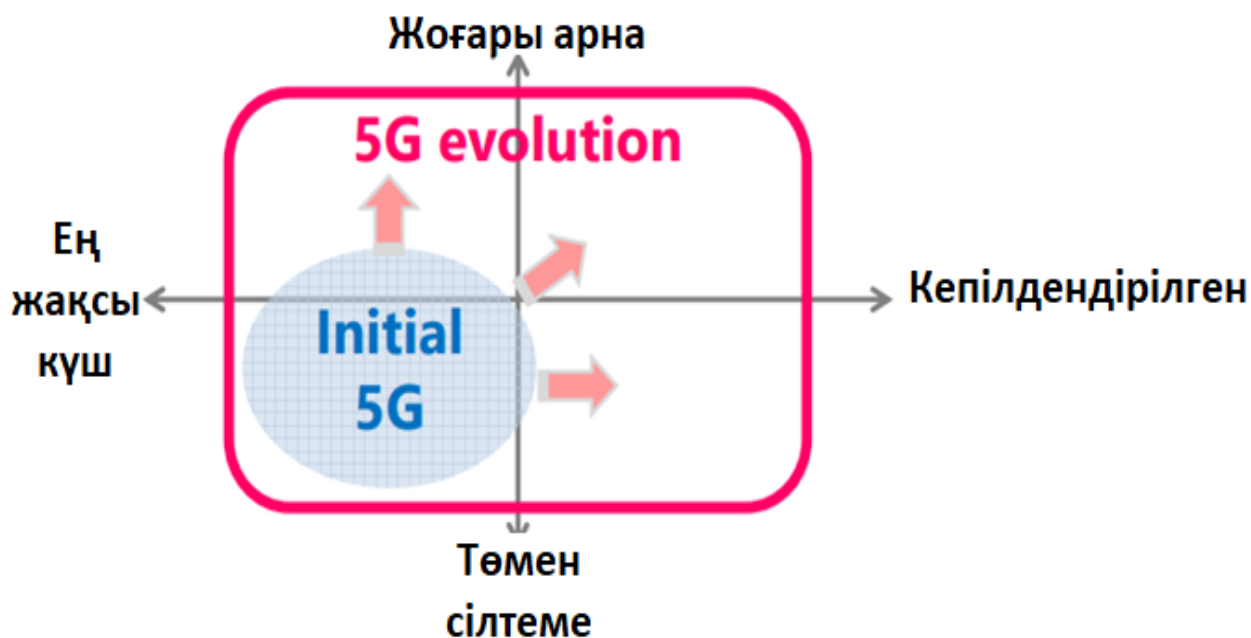 Жоғары арна
5G evolution
Ең
жақсы
күш
Кепілдендірілген
Initial
5G
Төмен
сілтеме